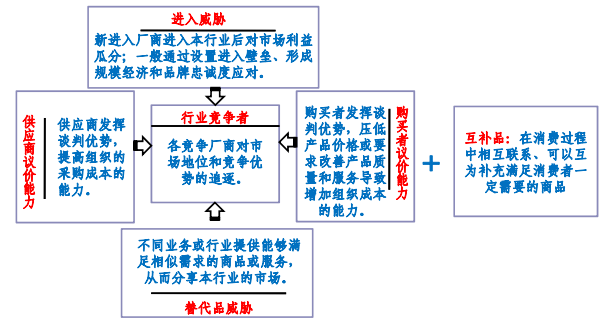 进入威胁
新进入厂商进入本行业后对市场利益
瓜分；一般通过设置进入壁垒、形成
规模经济和品牌忠诚度应对。
供应商议价能力
供应商发挥
谈判优势，
提高组织的
采购成本的
能力。
行业竞争者
各竞争厂商对市
场地位和竞争优
势的追逐。
购买者发挥谈
判优势，压低
产品价格或要
求改善产品质
量和服务导致
增加组织成本
的能力。
购买者议价能力
+
互补品：在消费过程
中相互联系、可以互
为补充满足消费者一
定需要的商品
不同业务或行业提供能够满
足相似需求的商品或服务，
从而分享本行业的市场。
替代品威胁